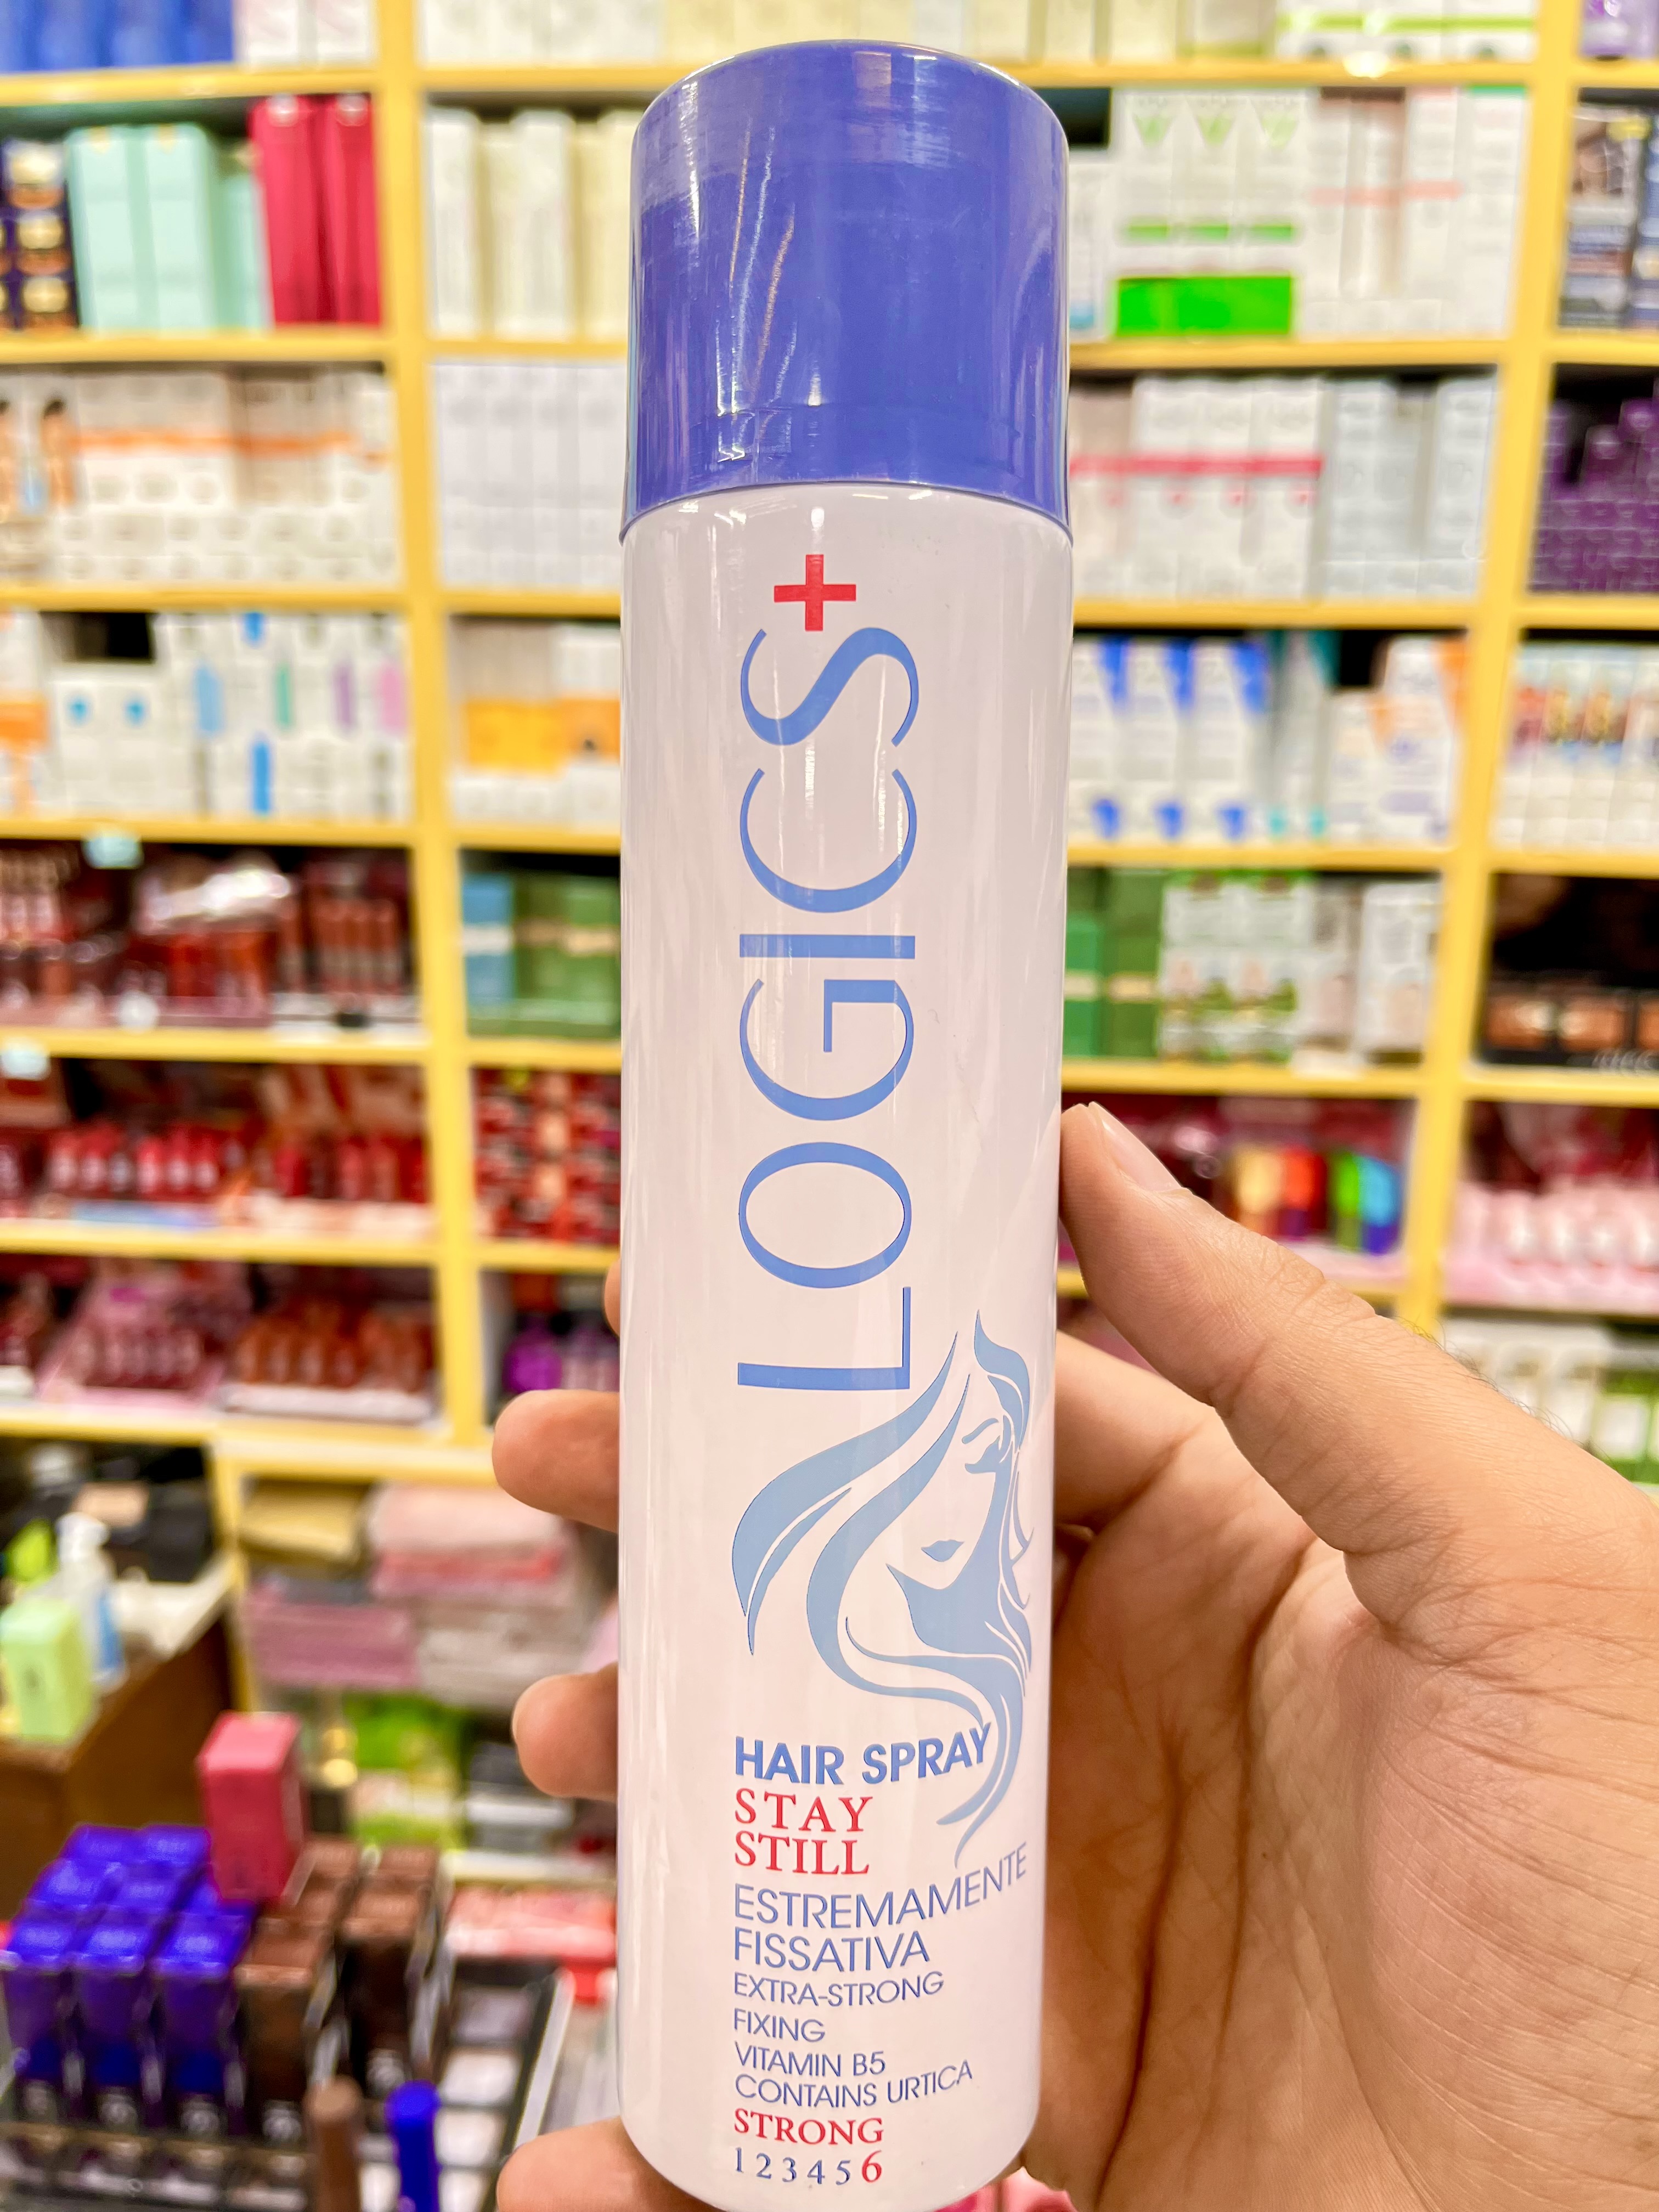 LOGICS+
HAIR SPRAY
STAY
STILL
ESTREMAMENTE
FISSATIVA
EXTRA-STRONG
FIXING
VITAMIN B5
CONTAINS URTICA
STRONG
1 2 3 4 5 6